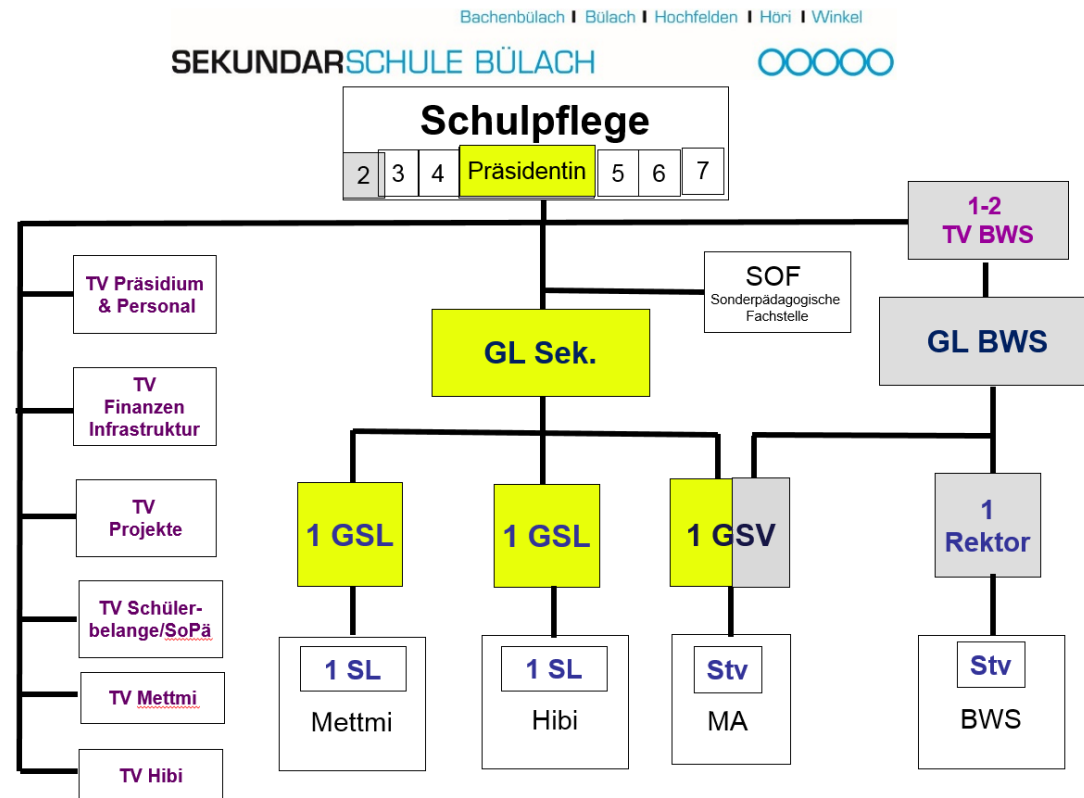 Bachenbülach I Bülach I Hochfelden I Höri I Winkel
SEKUNDARSCHULE BÜLACH
Schulpflege
2 3 4 Präsidentin 5 6 7
1-2
TV BWS
TV Präsidium
& Personal
SOF
Sonderpädagogische
Fachstelle
GL Sek.
GL BWS
TV
Finanzen
Infrastruktur
TV
Projekte
1 GSL
1 GSL
1 GSV
1
Rektor
TV Schüler-
belange/SoPä
TV Mettmi
TV Hibi
1 SL
Mettmi
1 SL
Hibi
Stv
MA
Stv
BWS